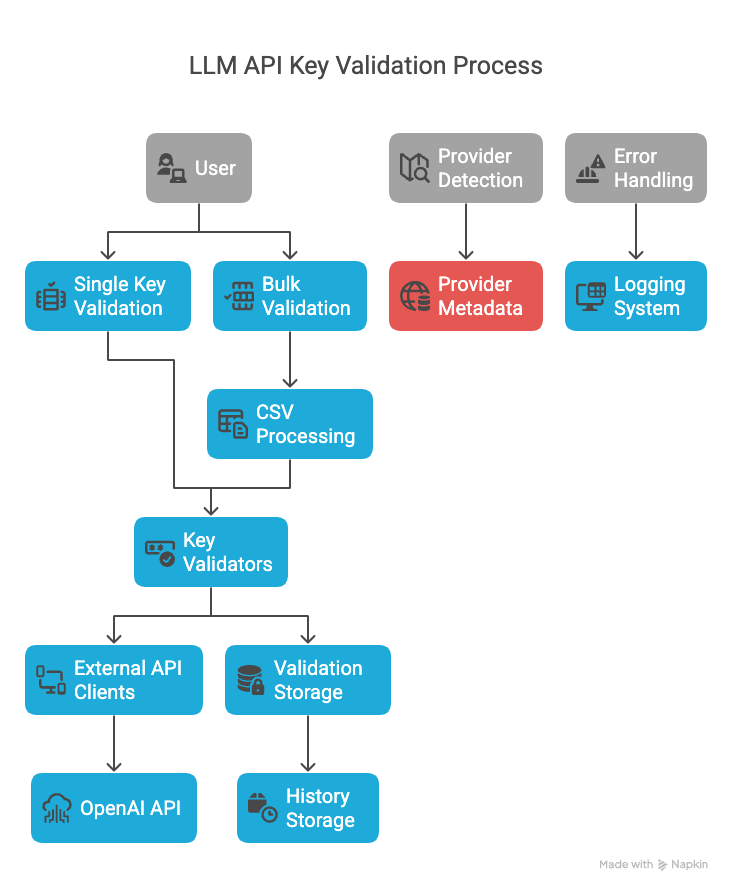 LLM API Key Validation Process
User
Provider
Detection
Error
Handling
Single Key
Validation
Bulk
Validation
Provider
Metadata
Logging
System
CSV
Processing
Key
Validators
External API
Clients
Validation
Storage
OpenAI API
History
Storage
Made with Napkin